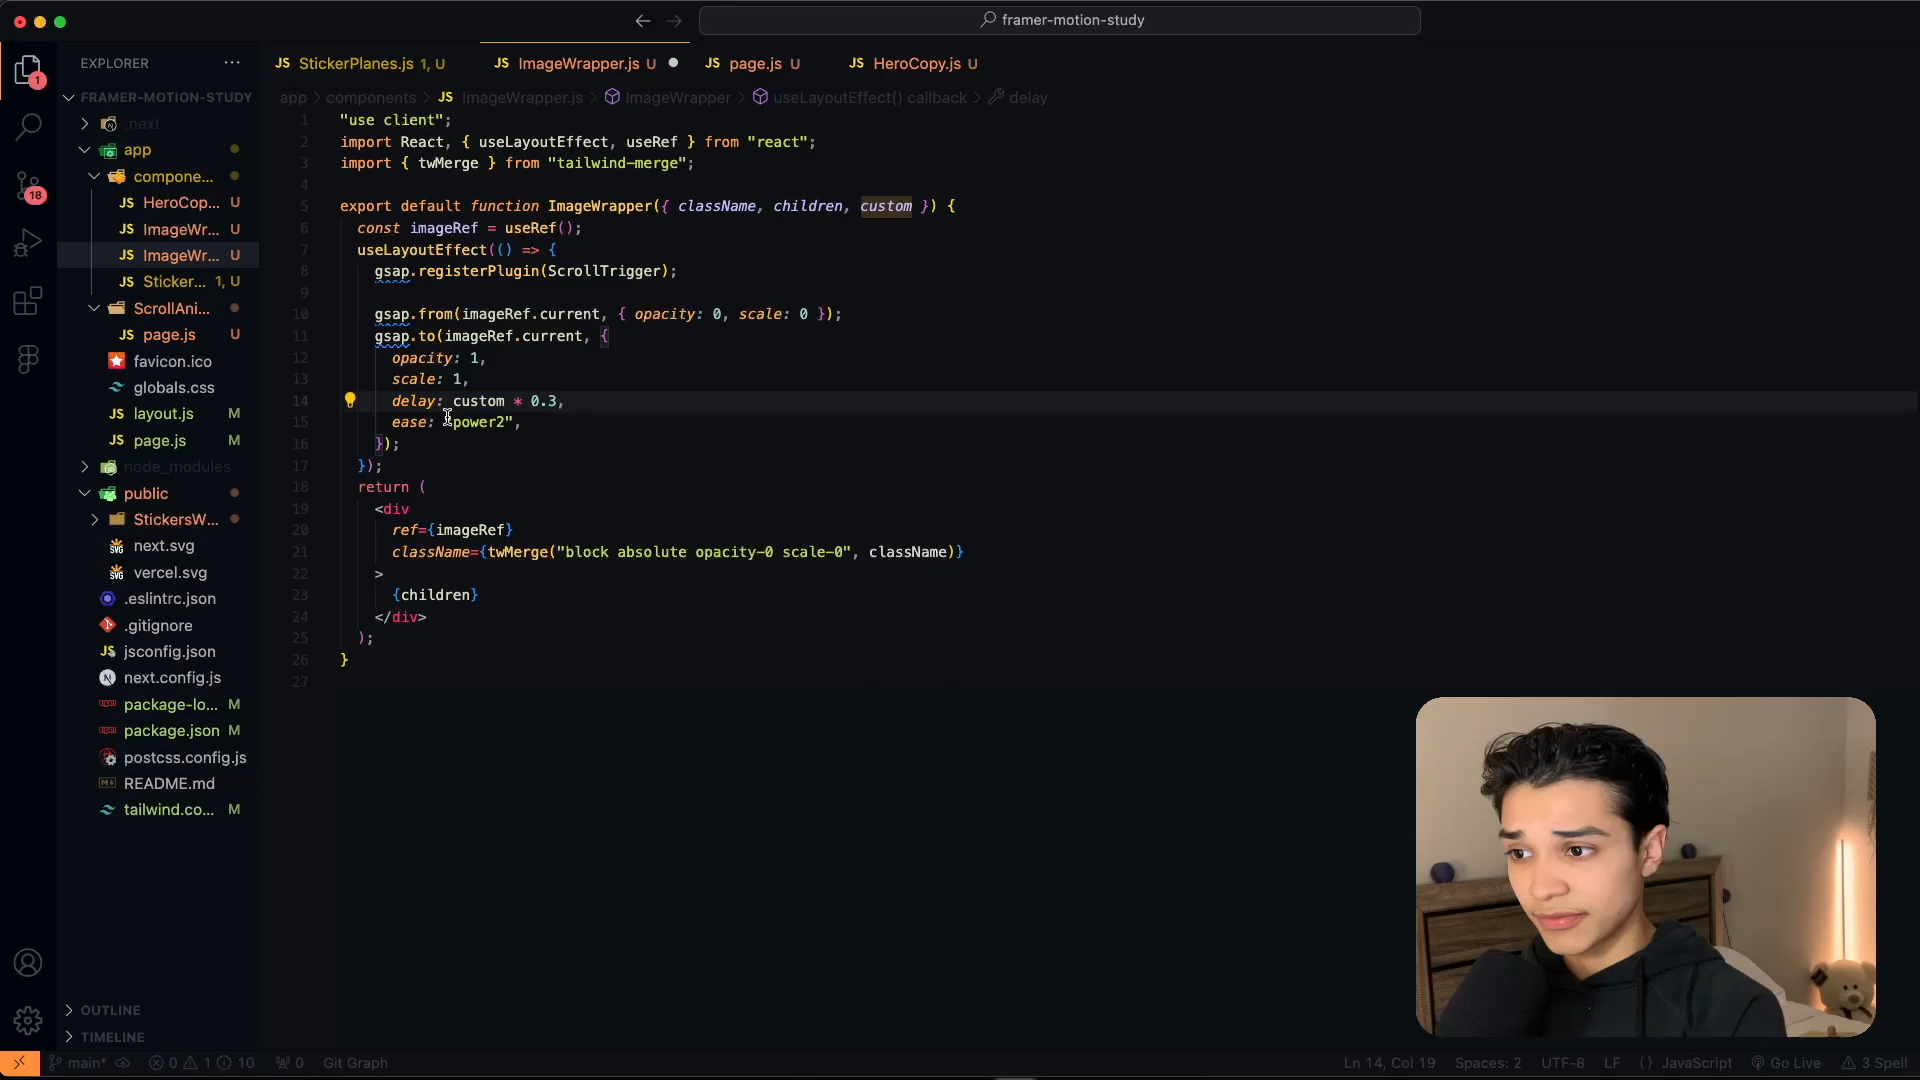 framer-motion-study
EXPLORER
JS StickerPlanes.js 1, U
JS ImageWrapper.js U
JS page.js U
JS HeroCopy.js U
app > components > JS ImageWrapper.js > ImageWrapper > useLayoutEffect() callback > delay
1
18
FRAMER-MOTION-STUDY
.next
app
compone...
JS HeroCop... U
JS ImageWr... U
JS ImageWr... U
JS Sticker... 1, U
ScrollAni...
JS page.js U
favicon.ico
globals.css
JS layout.js M
JS page.js M
node_modules
public
StickersW...
next.svg
vercel.svg
.eslintrc.json
.gitignore
JS jsconfig.json
N next.config.js
package-lo... M
package.json M
postcss.config.js
README.md
tailwind.co... M
OUTLINE
TIMELINE
1 "use client";
2 import React, { useLayoutEffect, useRef } from "react";
3 import { twMerge } from "tailwind-merge";
4
5 export default function ImageWrapper({ className, children, custom }) {
6 const imageRef = useRef();
7 useLayoutEffect(() => {
8 gsap.registerPlugin(ScrollTrigger);
9
10 gsap.from(imageRef.current, { opacity: 0, scale: 0 });
11 gsap.to(imageRef.current, {
12 opacity: 1,
13 scale: 1,
14 delay: custom * 0.3,
15 ease: "power2",
16 });
17 });
18 return (
19 <div
20 ref={imageRef}
21 className={twMerge("block absolute opacity-0 scale-0", className)}
22 >
23 {children}
24 </div>
25 );
26 }
27
main* 0 1 10 0 Git Graph
Ln 14, Col 19 Spaces: 2 UTF-8 LF {} JavaScript Go Live 3 Spell